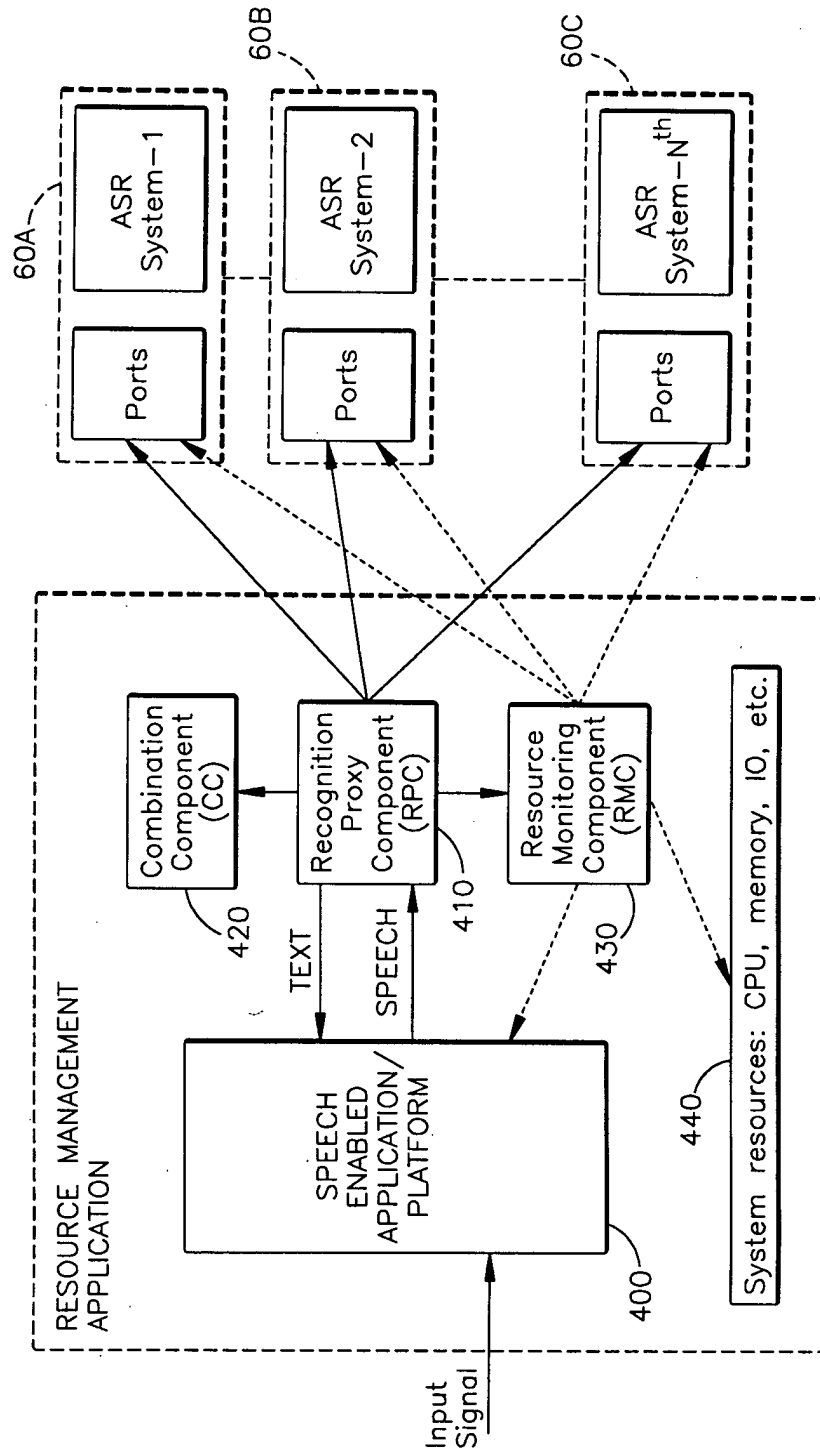 RESOURCE MANAGEMENT
APPLICATION
Input
Signal
SPEECH
ENABLED
APPLICATION/
PLATFORM
400
TEXT
SPEECH
Combination
Component
(CC)
420
Recognition
Proxy
Component
(RPC)
410
Resource
Monitoring
Component
(RMC)
430
440
System resources: CPU, memory, IO, etc.
60A
Ports
ASR
System-1
60B
Ports
ASR
System-2
60C
Ports
ASR
System-Nth